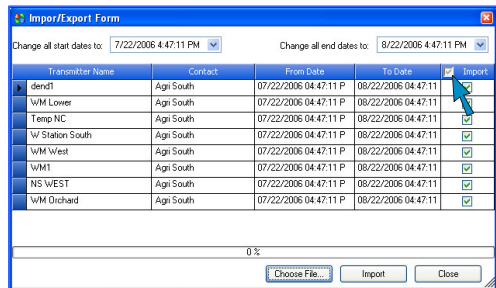 Impor/Export Form
Change all start dates to: 7/22/2006 4:47:11 PM Change all end dates to: 8/22/2006 4:47:11 PM
Transmitter Name Contact From Date To Date Import
dend1 Agri South 07/22/2006 04:47:11 P 08/22/2006 04:47:11
WM Lower Agri South 07/22/2006 04:47:11 P 08/22/2006 04:47:11
Temp NC Agri South 07/22/2006 04:47:11 P 08/22/2006 04:47:11
W Station South Agri South 07/22/2006 04:47:11 P 08/22/2006 04:47:11
WM West Agri South 07/22/2006 04:47:11 P 08/22/2006 04:47:11
WM1 Agri South 07/22/2006 04:47:11 P 08/22/2006 04:47:11
NS WEST Agri South 07/22/2006 04:47:11 P 08/22/2006 04:47:11
WM Orchard Agri South 07/22/2006 04:47:11 P 08/22/2006 04:47:11
0 %
Choose File... Import Close